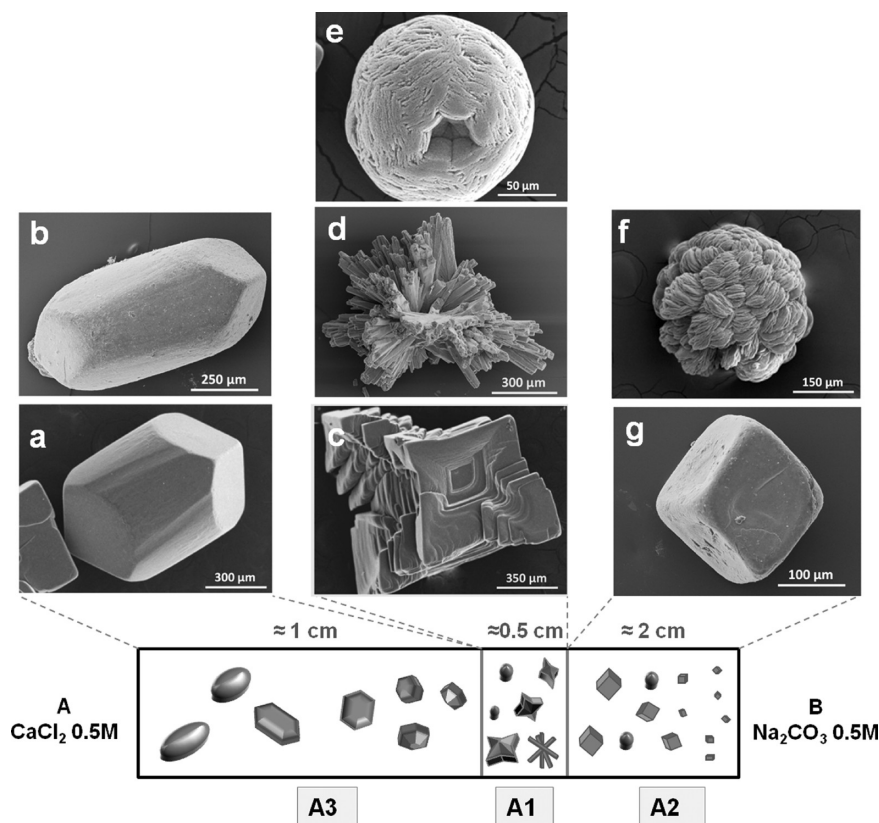 e
50 µm
b
250 µm
d
300 µm
f
150 µm
a
300 µm
c
350 µm
g
100 µm
≈ 1 cm
≈0.5 cm
≈ 2 cm
A
CaCl₂ 0.5M
B
Na₂CO₃ 0.5M
A3
A1
A2